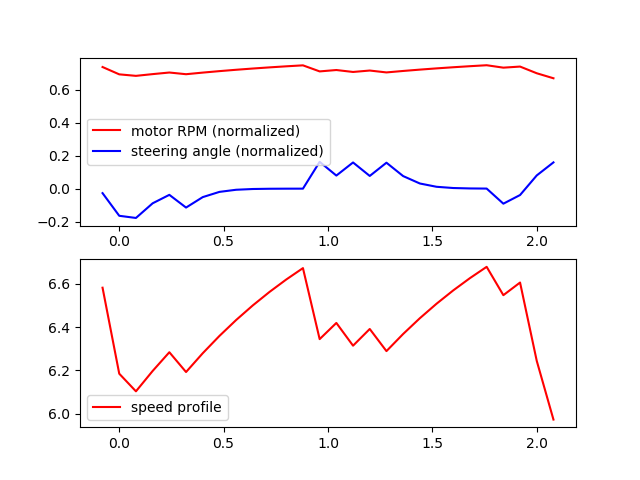 0.6
0.4
0.2
0.0
−0.2
motor RPM (normalized)
steering angle (normalized)
0.0 0.5 1.0 1.5 2.0
6.6
6.4
6.2
6.0
speed profile
0.0 0.5 1.0 1.5 2.0